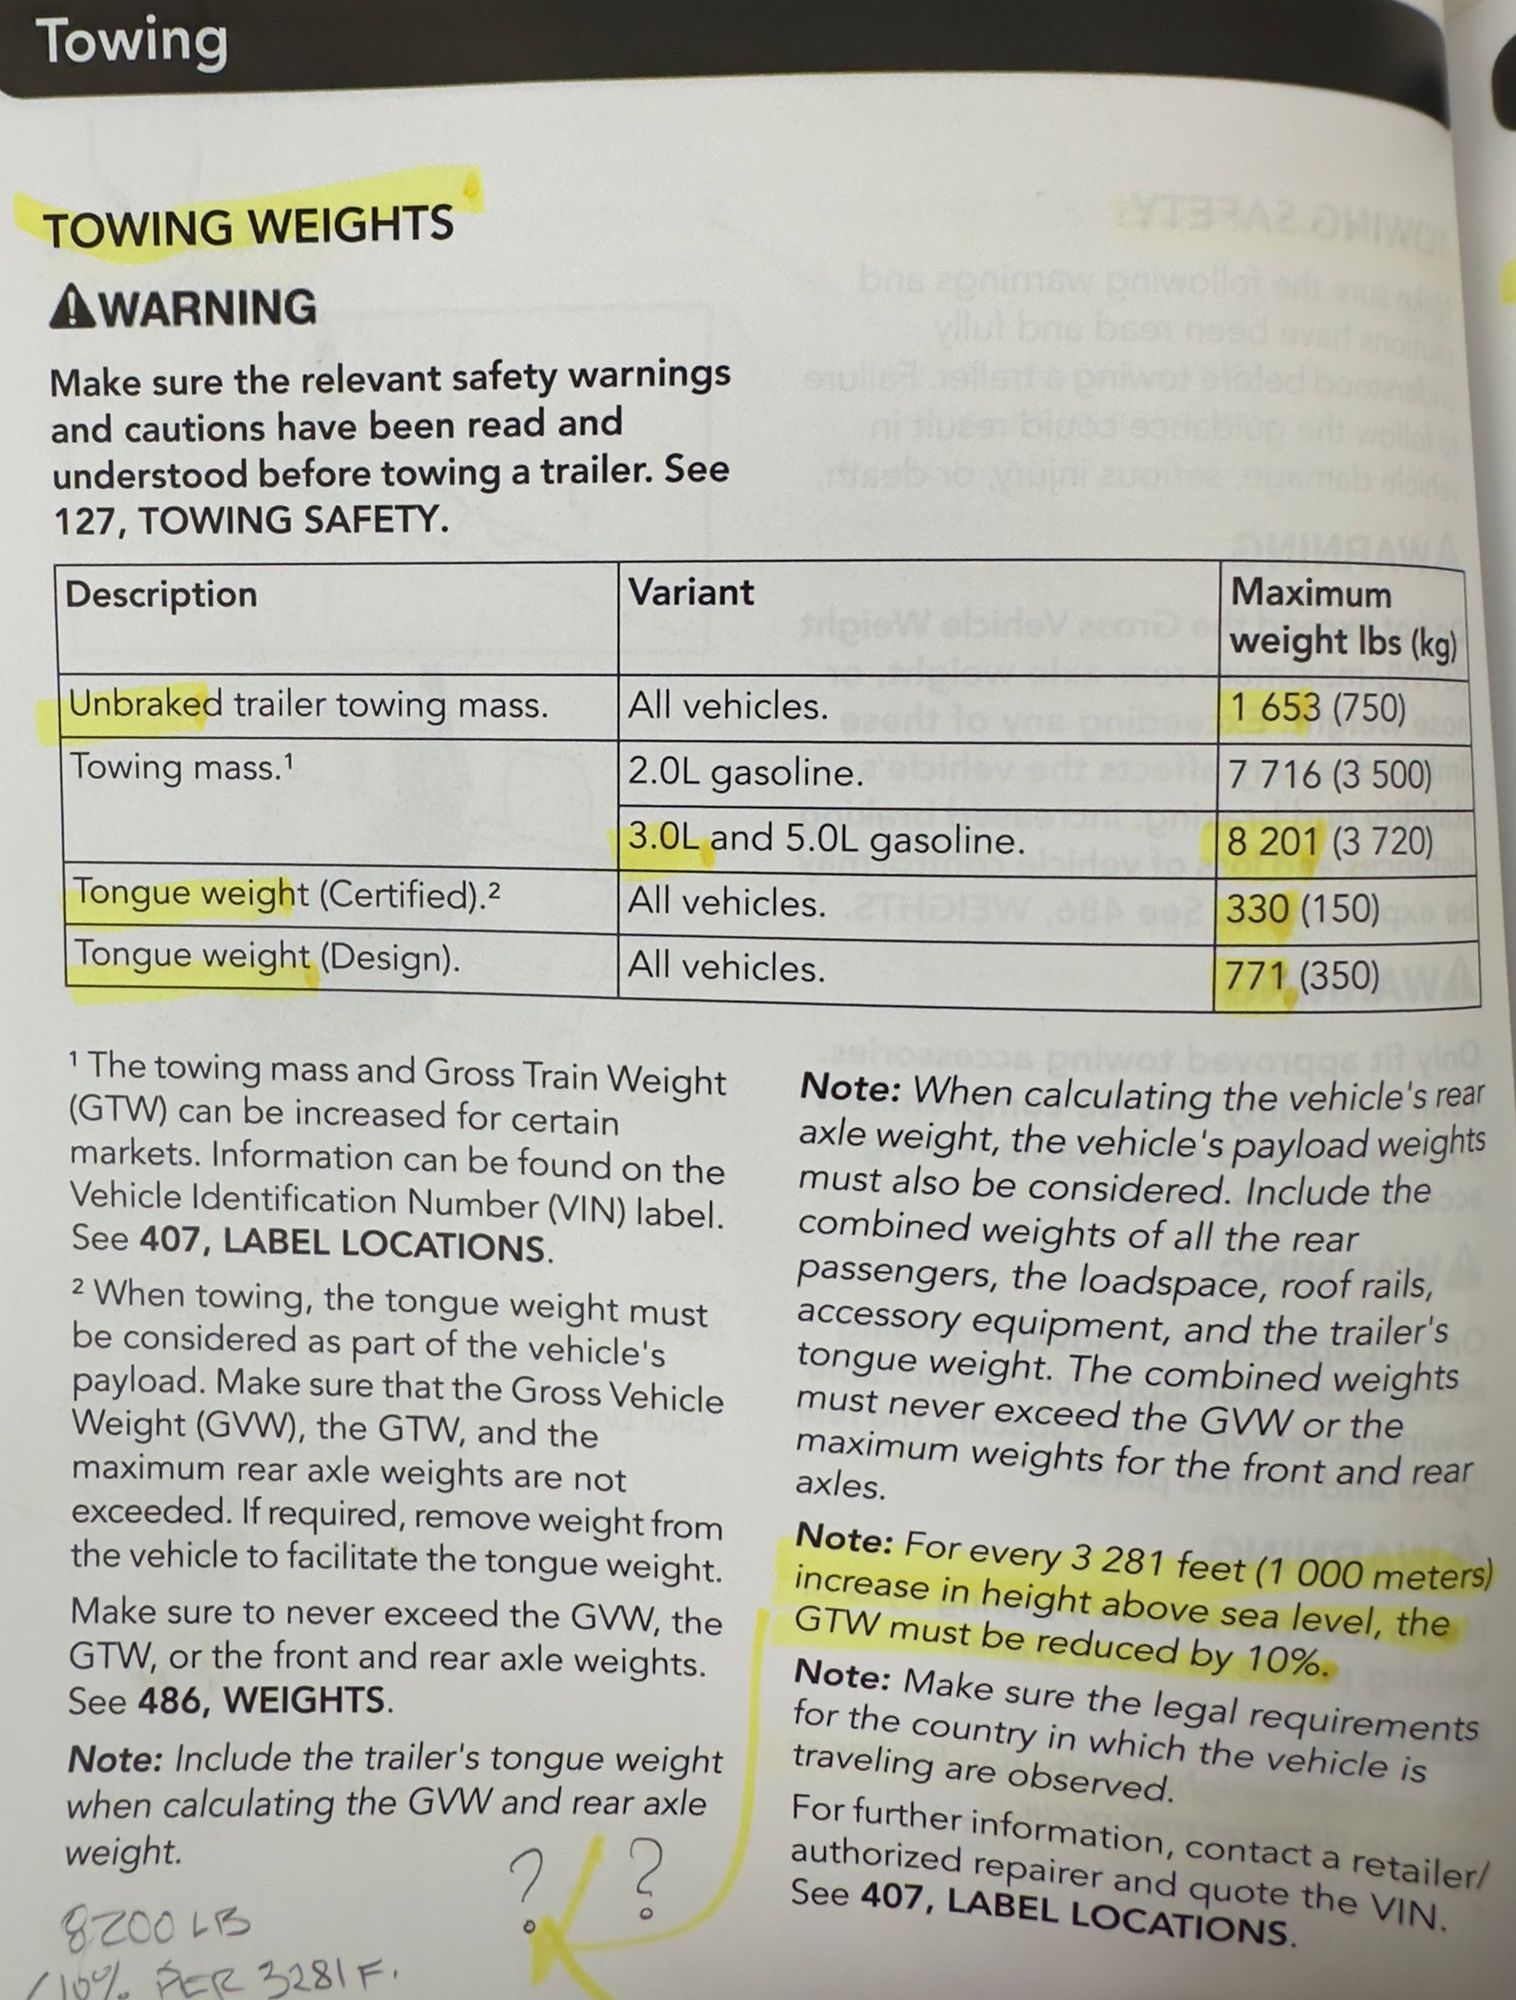 Towing
TOWING WEIGHTS
WARNING
Make sure the relevant safety warnings
and cautions have been read and
understood before towing a trailer. See
127, TOWING SAFETY.
Description Variant Maximum
weight lbs (kg)
Unbraked trailer towing mass. All vehicles. 1 653 (750)
Towing mass.¹ 2.0L gasoline. 7 716 (3 500)
3.0L and 5.0L gasoline. 8 201 (3 720)
Tongue weight (Certified).² All vehicles. 330 (150)
Tongue weight (Design). All vehicles. 771 (350)
¹ The towing mass and Gross Train Weight
(GTW) can be increased for certain
markets. Information can be found on the
Vehicle Identification Number (VIN) label.
See 407, LABEL LOCATIONS.
² When towing, the tongue weight must
be considered as part of the vehicle's
payload. Make sure that the Gross Vehicle
Weight (GVW), the GTW, and the
maximum rear axle weights are not
exceeded. If required, remove weight from
the vehicle to facilitate the tongue weight.
Make sure to never exceed the GVW, the
GTW, or the front and rear axle weights.
See 486, WEIGHTS.
Note: Include the trailer's tongue weight
when calculating the GVW and rear axle
weight.
? ?
8200 LB
10% PER 3281 F.
Note: When calculating the vehicle's rear
axle weight, the vehicle's payload weights
must also be considered. Include the
combined weights of all the rear
passengers, the loadspace, roof rails,
accessory equipment, and the trailer's
tongue weight. The combined weights
must never exceed the GVW or the
maximum weights for the front and rear
axles.
Note: For every 3 281 feet (1 000 meters)
increase in height above sea level, the
GTW must be reduced by 10%.
Note: Make sure the legal requirements
for the country in which the vehicle is
traveling are observed.
For further information, contact a retailer/
authorized repairer and quote the VIN.
See 407, LABEL LOCATIONS.